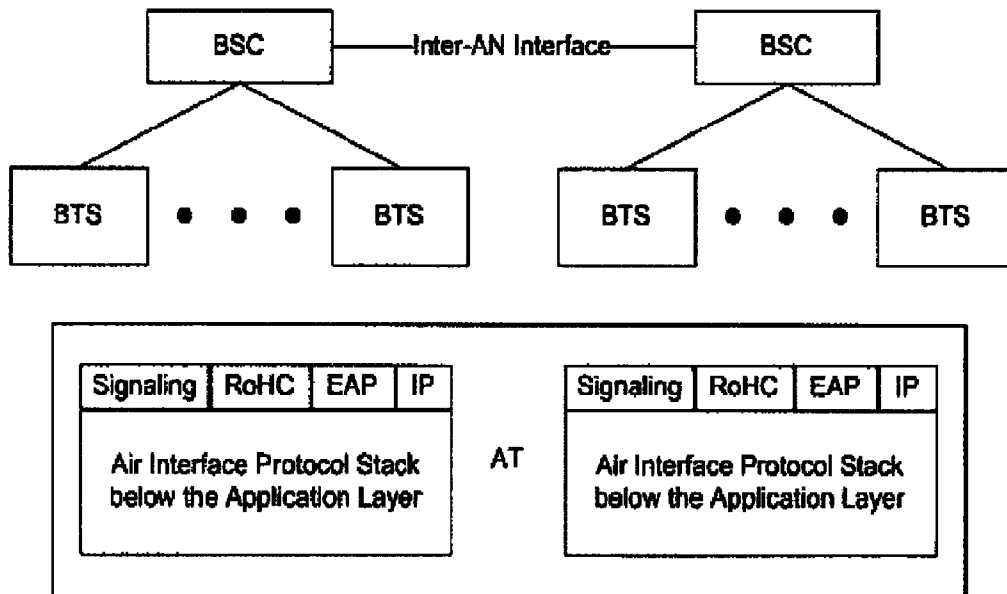 BSC Inter-AN Interface BSC
BTS BTS BTS BTS
Signaling RoHC EAP IP Signaling RoHC EAP IP
AT
Air Interface Protocol Stack Air Interface Protocol Stack
below the Application Layer below the Application Layer